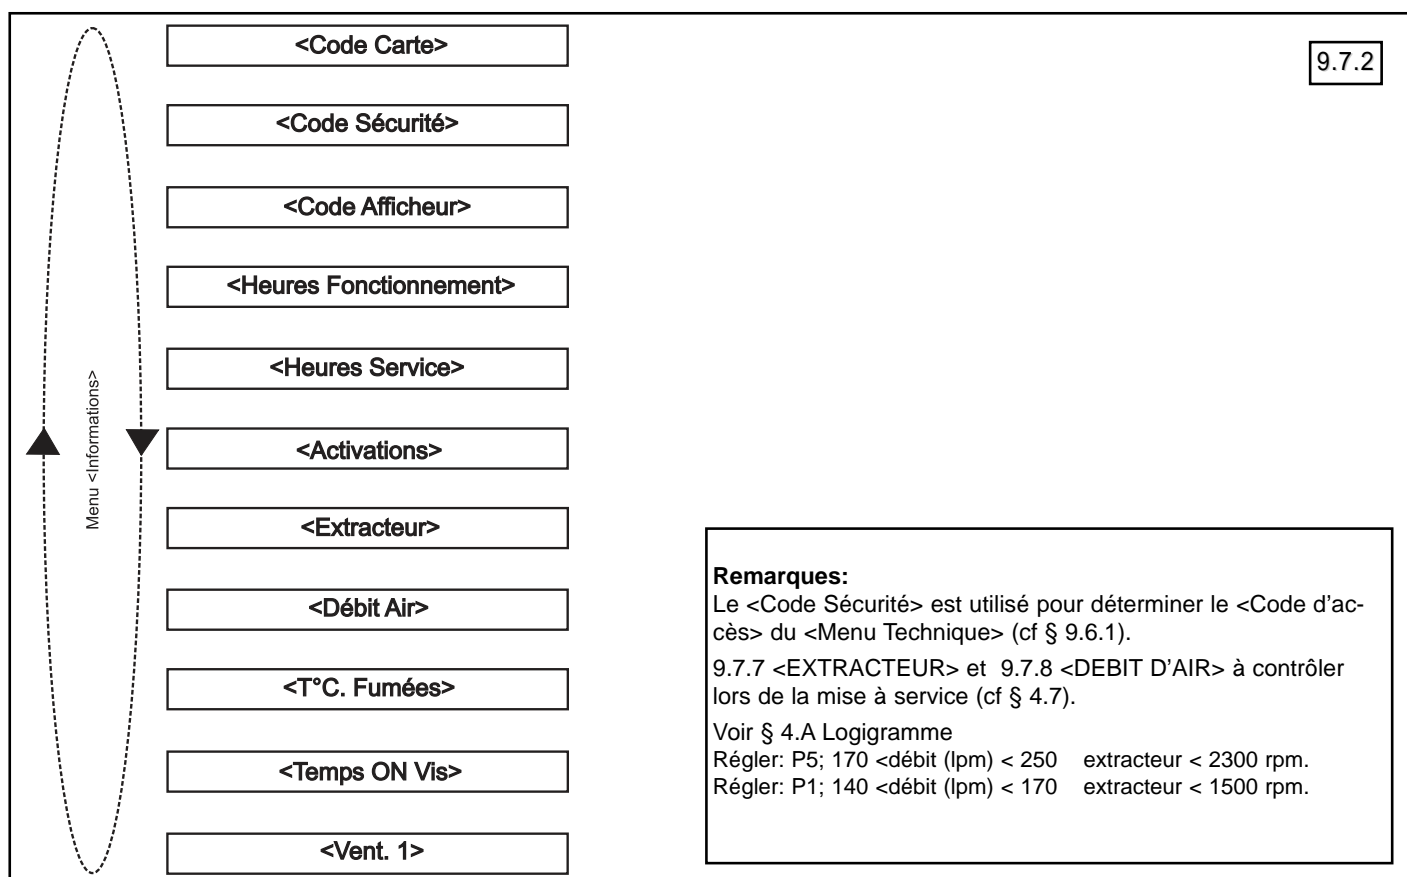 <Code Carte>
9.7.2
<Code Sécurité>
<Code Afficheur>
<Heures Fonctionnement>
<Heures Service>
Menu <Informations>
<Activations>
<Extracteur>
<Débit Air>
<T°C. Fumées>
<Temps ON Vis>
<Vent. 1>
Remarques:
Le <Code Sécurité> est utilisé pour déterminer le <Code d'ac-
cès> du <Menu Technique> (cf § 9.6.1).
9.7.7 <EXTRACTEUR> et 9.7.8 <DEBIT D'AIR> à contrôler
lors de la mise à service (cf § 4.7).
Voir § 4.A Logigramme
Régler: P5; 170 <débit (lpm) < 250 extracteur < 2300 rpm.
Régler: P1; 140 <débit (lpm) < 170 extracteur < 1500 rpm.